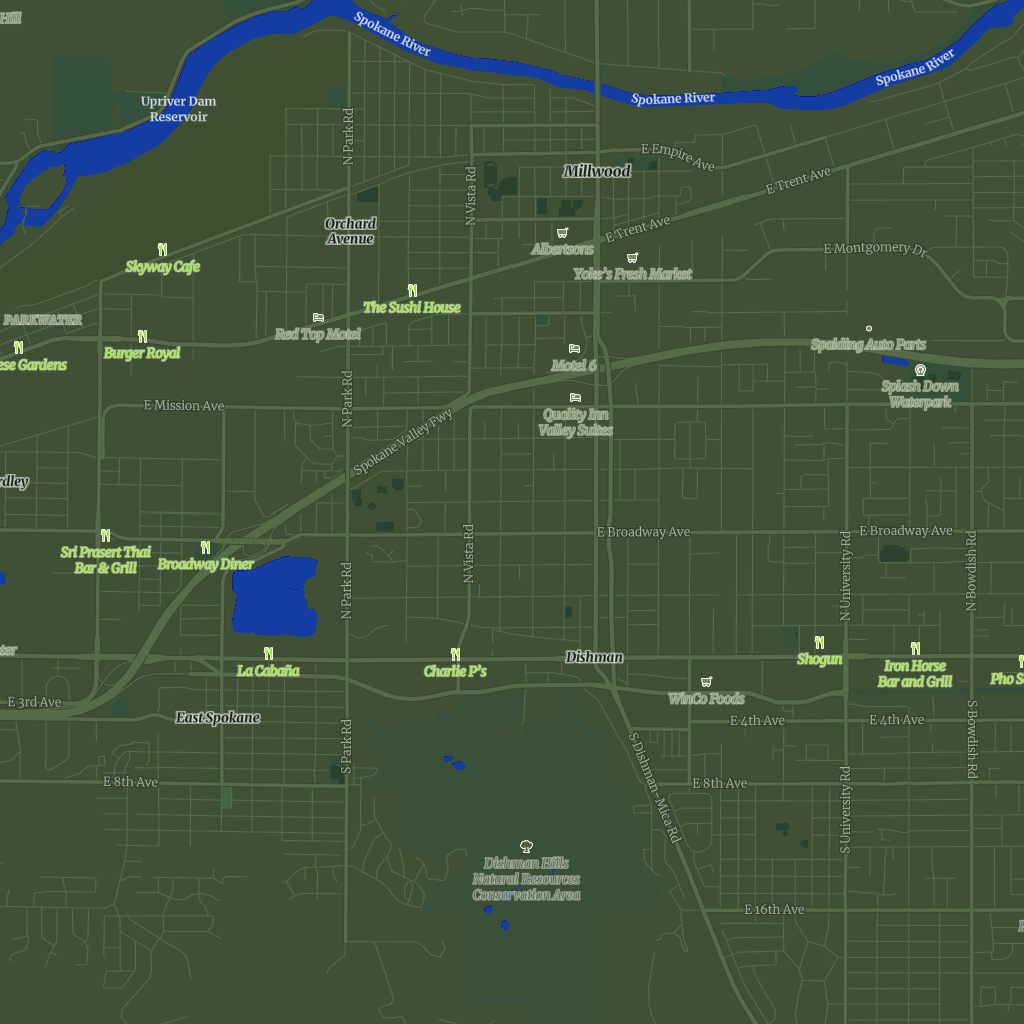 Hill
Spokane River
Upriver Dam
Reservoir
Spokane River
Spokane River
N Park Rd
N Vista Rd
E Empire Ave
Millwood
E Trent Ave
Orchard
Avenue
E Trent Ave
Albertsons
E Montgomery Dr
Skyway Cafe
Yoke's Fresh Market
The Sushi House
PARKWATER
Red Top Motel
Spalding Auto Parts
Burger Royal
ese Gardens
Motel 6
Splash Down
Waterpark
N Park Rd
E Mission Ave
Quality Inn
Valley Suites
Spokane Valley Fwy
rdley
E Broadway Ave
E Broadway Ave
Sri Prasert Thai
Bar & Grill
Broadway Diner
N Vista Rd
N Park Rd
N University Rd
N Bowdish Rd
ter
La Cabaña
Charlie P's
Dishman
Shogun
Iron Horse
Bar and Grill
Pho S
E 3rd Ave
WinCo Foods
East Spokane
E 4th Ave
E 4th Ave
S Park Rd
S Dishman-Mica Rd
S Bowdish Rd
E 8th Ave
E 8th Ave
S University Rd
Dishman Hills
Natural Resources
Conservation Area
E 16th Ave